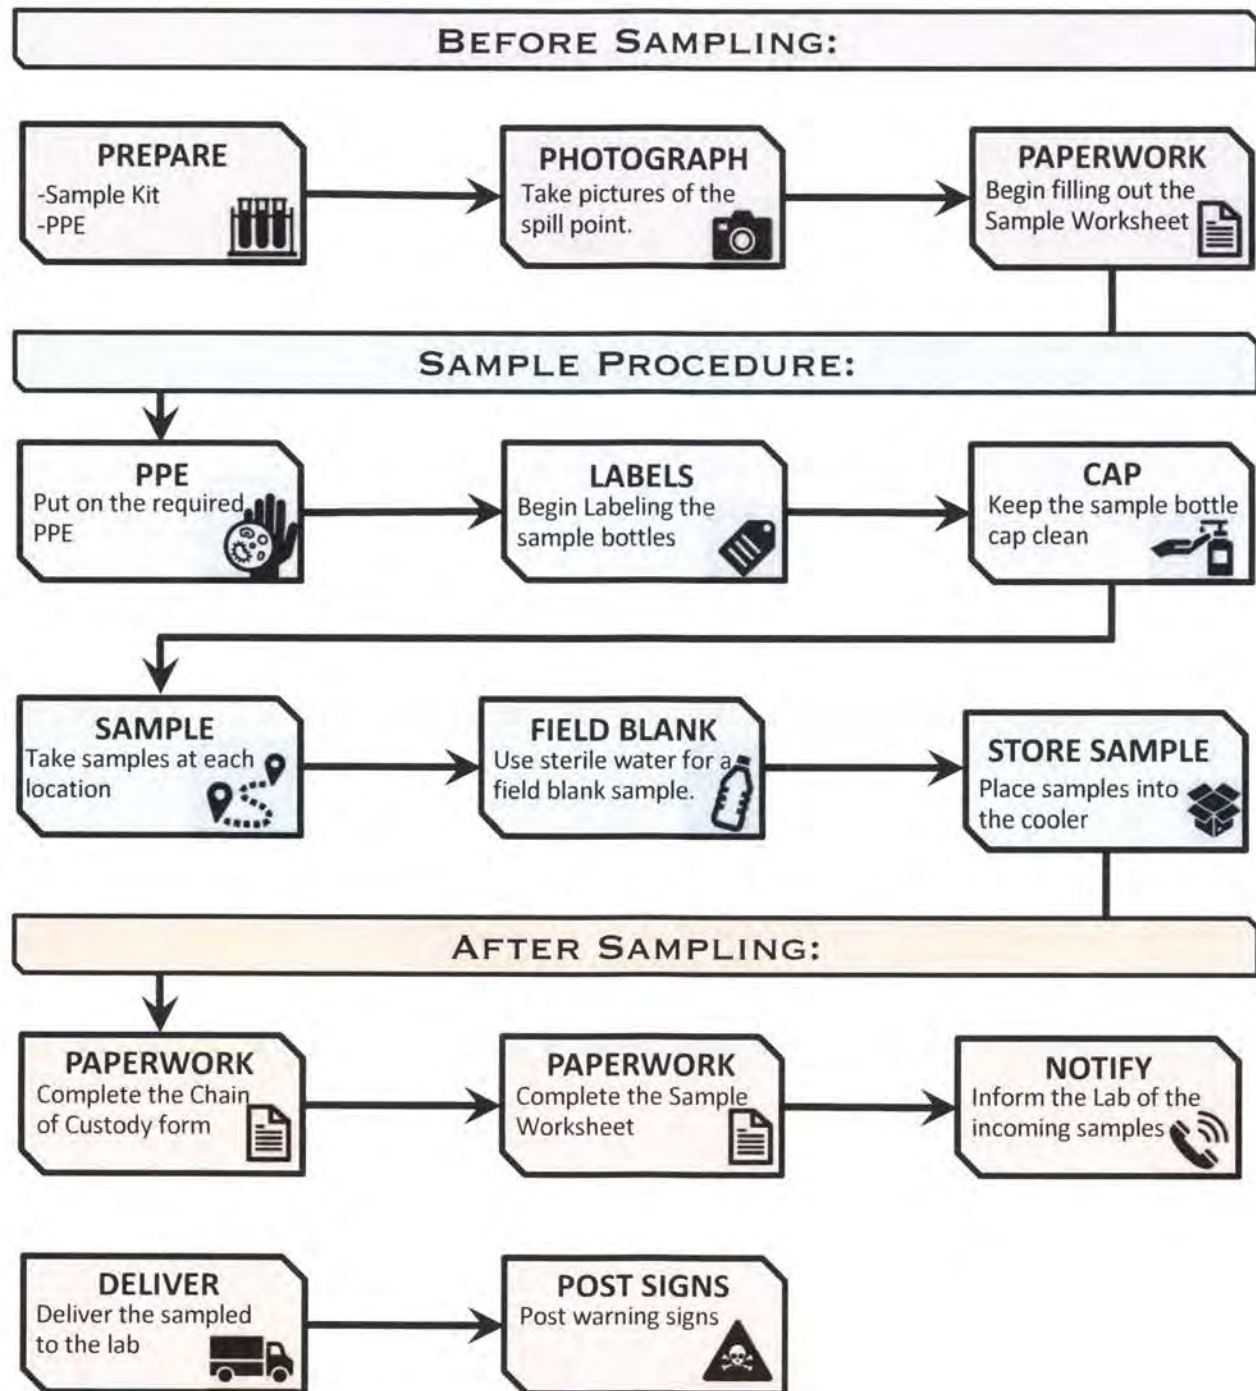 BEFORE SAMPLING:
PREPARE
-Sample Kit
-PPE
PHOTOGRAPH
Take pictures of the
spill point.
PAPERWORK
Begin filling out the
Sample Worksheet
SAMPLE PROCEDURE:
PPE
Put on the required
PPE
LABELS
Begin Labeling the
sample bottles
CAP
Keep the sample bottle
cap clean
SAMPLE
Take samples at each
location
FIELD BLANK
Use sterile water for a
field blank sample.
STORE SAMPLE
Place samples into
the cooler
AFTER SAMPLING:
PAPERWORK
Complete the Chain
of Custody form
PAPERWORK
Complete the Sample
Worksheet
NOTIFY
Inform the Lab of the
incoming samples
DELIVER
Deliver the sampled
to the lab
POST SIGNS
Post warning signs